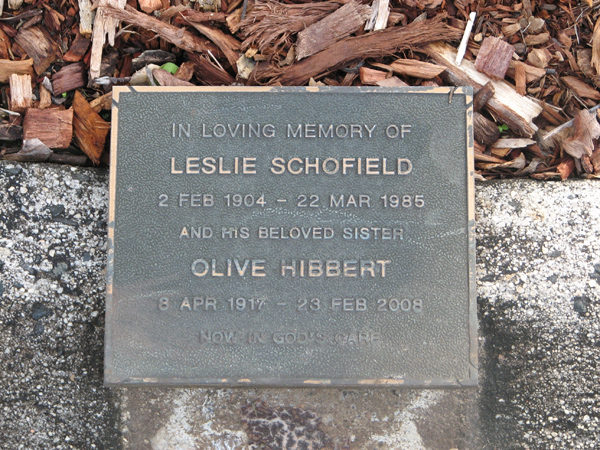 IN LOVING MEMORY OF
LESLIE SCHOFIELD
2 FEB 1904 - 22 MAR 1985
AND HIS BELOVED SISTER
OLIVE HIBBERT
8 APR 1917 - 23 FEB 2008
NOW IN GOD'S CARE